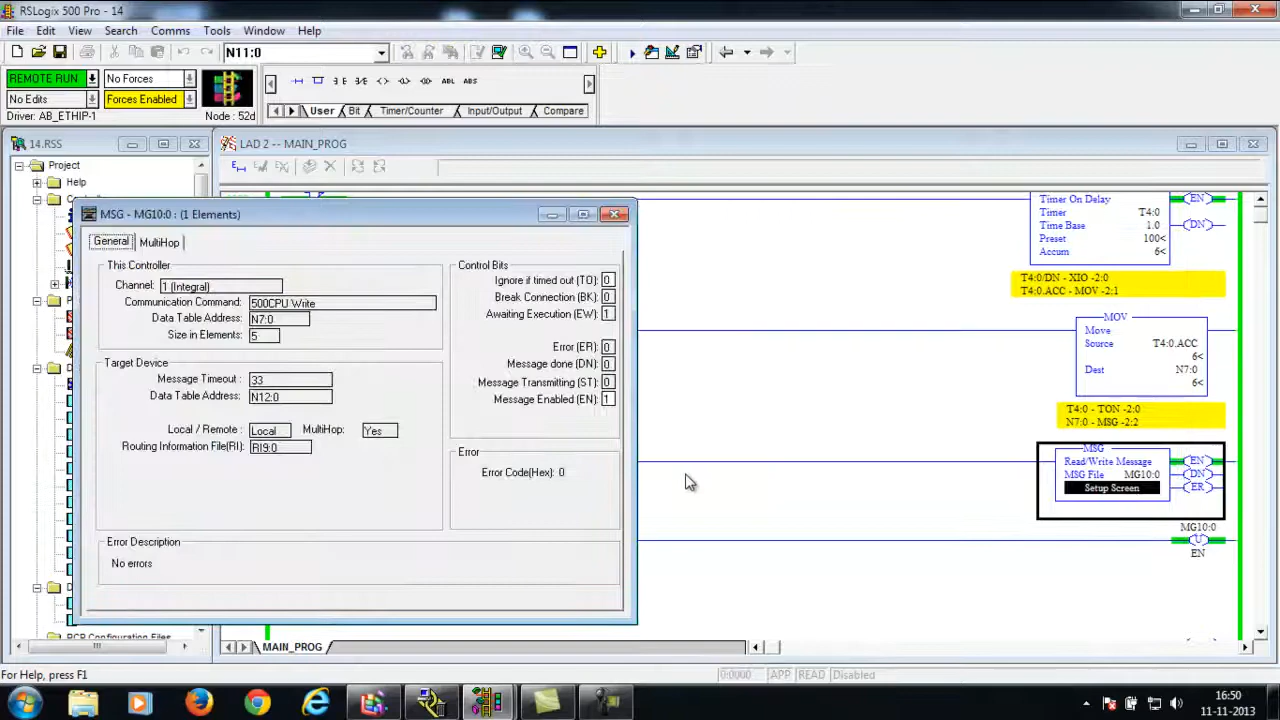 RSLogix 500 Pro - 14
File Edit View Search Comms Tools Window Help
N11:0
REMOTE RUN No Forces
No Edits Forces Enabled
Driver: AB_ETHIP-1 Node : 52d
ABL ABS
User Bit Timer/Counter Input/Output Compare
14.RSS
LAD 2 -- MAIN_PROG
Project
Help
MSG - MG10:0 : (1 Elements)
General MultiHop
This Controller
Channel: 1 (Integral)
Communication Command: 500CPU Write
Data Table Address: N7:0
Size in Elements: 5
Target Device
Message Timeout : 33
Data Table Address: N12:0
Local / Remote : Local MultiHop: Yes
Routing Information File(RI): RI9:0
Control Bits
Ignore if timed out (TO): 0
Break Connection (BK): 0
Awaiting Execution (EW): 1
Error (ER): 0
Message done (DN): 0
Message Transmitting (ST): 0
Message Enabled (EN): 1
Error
Error Code(Hex): 0
Error Description
No errors
Timer On Delay EN
Timer T4:0
Time Base 1.0 DN
Preset 100<
Accum 6<
T4:0/DN - XIO -2:0
T4:0.ACC - MOV -2:1
MOV
Move
Source T4:0.ACC
6<
Dest N7:0
6<
T4:0 - TON -2:0
N7:0 - MSG -2:2
MSG
Read/Write Message EN
MSG File MG10:0 DN
Setup Screen ER
MG10:0
U
EN
MAIN_PROG
For Help, press F1
0:0000 APP READ Disabled
16:50
11-11-2013